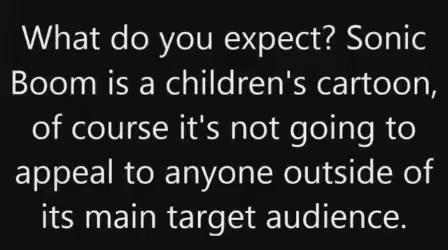 What do you expect? Sonic
Boom is a children's cartoon,
of course it's not going to
appeal to anyone outside of
its main target audience.